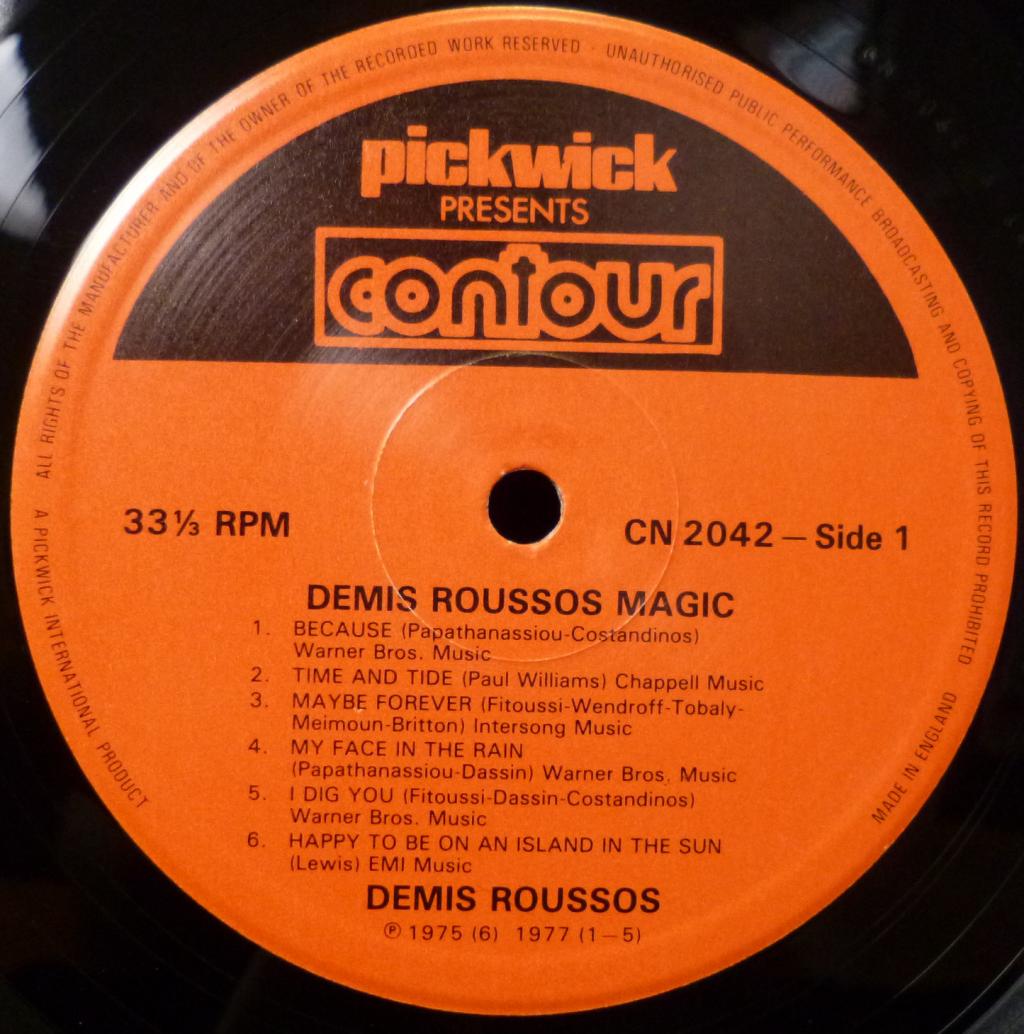 ALL RIGHTS OF THE MANUFACTURER AND OF THE OWNER OF THE RECORDED WORK RESERVED · UNAUTHORISED PUBLIC PERFORMANCE BROADCASTING AND COPYING OF THIS RECORD PROHIBITED
pickwick
PRESENTS
contour
33⅓ RPM
CN 2042 — Side 1
DEMIS ROUSSOS MAGIC
1. BECAUSE (Papathanassiou-Costandinos)
Warner Bros. Music
2. TIME AND TIDE (Paul Williams) Chappell Music
3. MAYBE FOREVER (Fitoussi-Wendroff-Tobaly-
Meimoun-Britton) Intersong Music
4. MY FACE IN THE RAIN
(Papathanassiou-Dassin) Warner Bros. Music
5. I DIG YOU (Fitoussi-Dassin-Costandinos)
Warner Bros. Music
6. HAPPY TO BE ON AN ISLAND IN THE SUN
(Lewis) EMI Music
DEMIS ROUSSOS
℗ 1975 (6) 1977 (1—5)
A PICKWICK INTERNATIONAL PRODUCT
MADE IN ENGLAND